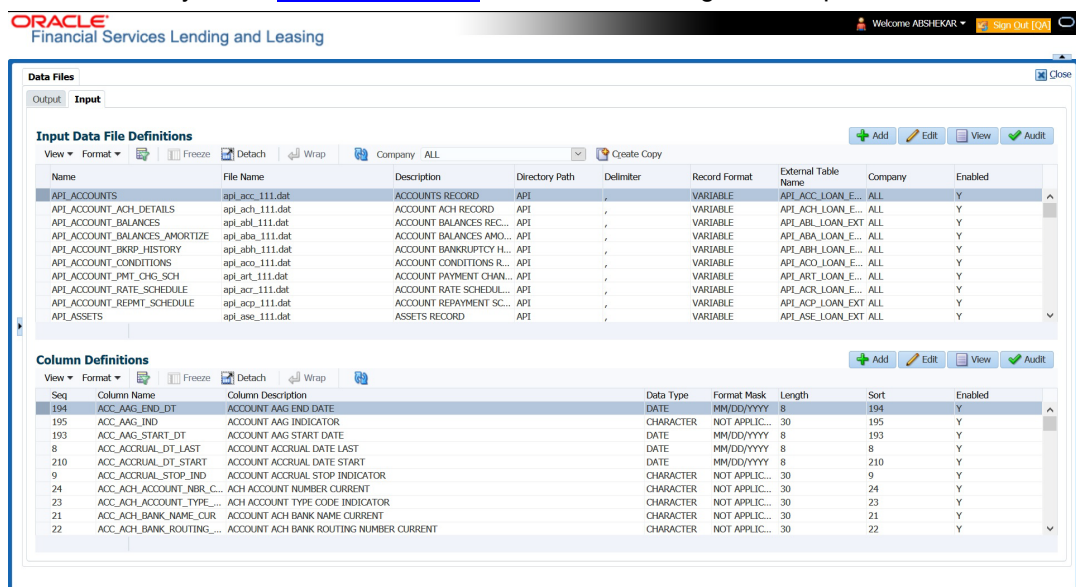 ORACLE
Financial Services Lending and Leasing
Welcome ABSHEKAR Sign Out [QA]
Data Files
Close
Output Input
Input Data File Definitions
Add Edit View Audit
View Format Freeze Detach Wrap Company ALL Create Copy
Name File Name Description Directory Path Delimiter Record Format External Table Name Company Enabled
API_ACCOUNTS api_acc_111.dat ACCOUNTS RECORD API , VARIABLE API_ACC_LOAN_E... ALL Y
API_ACCOUNT_ACH_DETAILS api_ach_111.dat ACCOUNT ACH RECORD API , VARIABLE API_ACH_LOAN_E... ALL Y
API_ACCOUNT_BALANCES api_abl_111.dat ACCOUNT BALANCES REC... API , VARIABLE API_ABL_LOAN_EXT ALL Y
API_ACCOUNT_BALANCES_AMORTIZE api_aba_111.dat ACCOUNT BALANCES AMO... API , VARIABLE API_ABA_LOAN_E... ALL Y
API_ACCOUNT_BKRP_HISTORY api_abh_111.dat ACCOUNT BANKRUPTCY H... API , VARIABLE API_ABH_LOAN_E... ALL Y
API_ACCOUNT_CONDITIONS api_aco_111.dat ACCOUNT CONDITIONS R... API , VARIABLE API_ACO_LOAN_E... ALL Y
API_ACCOUNT_PMT_CHG_SCH api_art_111.dat ACCOUNT PAYMENT CHAN... API , VARIABLE API_ART_LOAN_E... ALL Y
API_ACCOUNT_RATE_SCHEDULE api_acr_111.dat ACCOUNT RATE SCHEDUL... API , VARIABLE API_ACR_LOAN_E... ALL Y
API_ACCOUNT_REPMT_SCHEDULE api_acp_111.dat ACCOUNT REPAYMENT SC... API , VARIABLE API_ACP_LOAN_EXT ALL Y
API_ASSETS api_ase_111.dat ASSETS RECORD API , VARIABLE API_ASE_LOAN_EXT ALL Y
Column Definitions
Add Edit View Audit
View Format Freeze Detach Wrap
Seq Column Name Column Description Data Type Format Mask Length Sort Enabled
194 ACC_AAG_END_DT ACCOUNT AAG END DATE DATE MM/DD/YYYY 8 194 Y
195 ACC_AAG_IND ACCOUNT AAG INDICATOR CHARACTER NOT APPLIC... 30 195 Y
193 ACC_AAG_START_DT ACCOUNT AAG START DATE DATE MM/DD/YYYY 8 193 Y
8 ACC_ACCRUAL_DT_LAST ACCOUNT ACCRUAL DATE LAST DATE MM/DD/YYYY 8 8 Y
210 ACC_ACCRUAL_DT_START ACCOUNT ACCRUAL DATE START DATE MM/DD/YYYY 8 210 Y
9 ACC_ACCRUAL_STOP_IND ACCOUNT ACCRUAL STOP INDICATOR CHARACTER NOT APPLIC... 30 9 Y
24 ACC_ACH_ACCOUNT_NBR_C... ACH ACCOUNT NUMBER CURRENT CHARACTER NOT APPLIC... 30 24 Y
23 ACC_ACH_ACCOUNT_TYPE_... ACH ACCOUNT TYPE CODE INDICATOR CHARACTER NOT APPLIC... 30 23 Y
21 ACC_ACH_BANK_NAME_CUR ACCOUNT ACH BANK NAME CURRENT CHARACTER NOT APPLIC... 30 21 Y
22 ACC_ACH_BANK_ROUTING_... ACCOUNT ACH BANK ROUTING NUMBER CURRENT CHARACTER NOT APPLIC... 30 22 Y